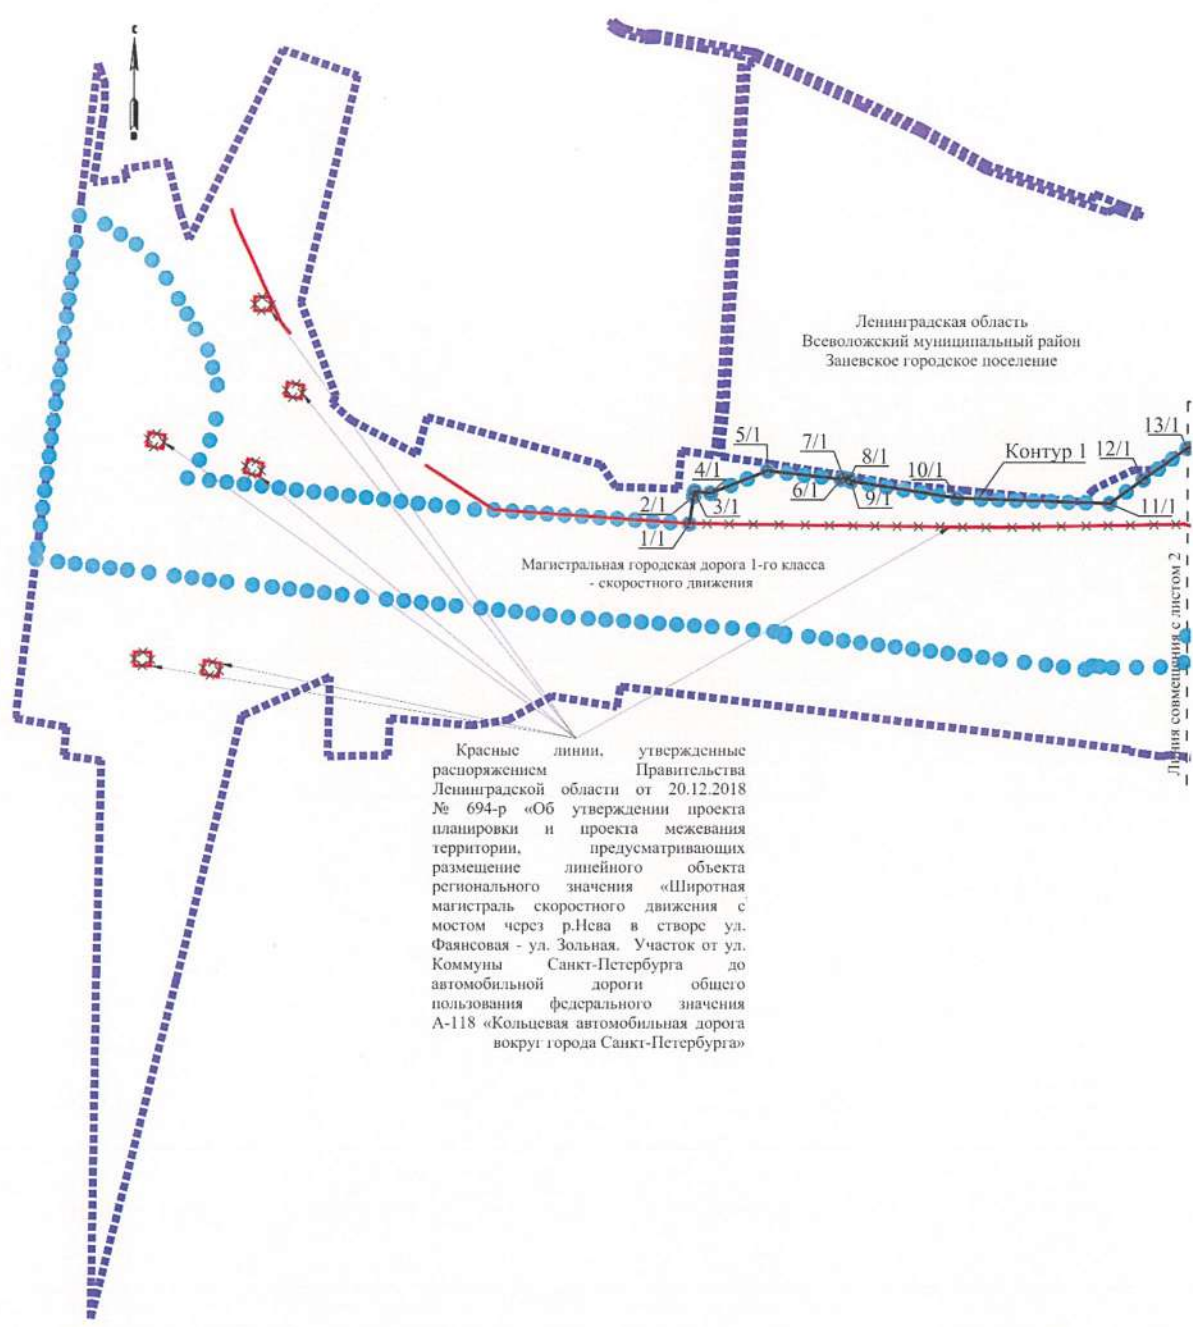 с
Ленинградская область
Всеволожский муниципальный район
Заневское городское поселение
13/1
5/1
7/1
8/1
12/1
Контур 1
4/1
10/1
6/1
9/1
2/1
3/1
11/1
1/1
Магистральная городская дорога 1-го класса
- скоростного движения
Линия совмещения с листом 2
Красные линии, утвержденные
распоряжением Правительства
Ленинградской области от 20.12.2018
№ 694-р «Об утверждении проекта
планировки и проекта межевания
территории, предусматривающих
размещение линейного объекта
регионального значения «Широтная
магистраль скоростного движения с
мостом через р.Нева в створе ул.
Фаянсовая - ул. Зольная. Участок от ул.
Коммуны Санкт-Петербурга до
автомобильной дороги общего
пользования федерального значения
А-118 «Кольцевая автомобильная дорога
вокруг города Санкт-Петербурга»